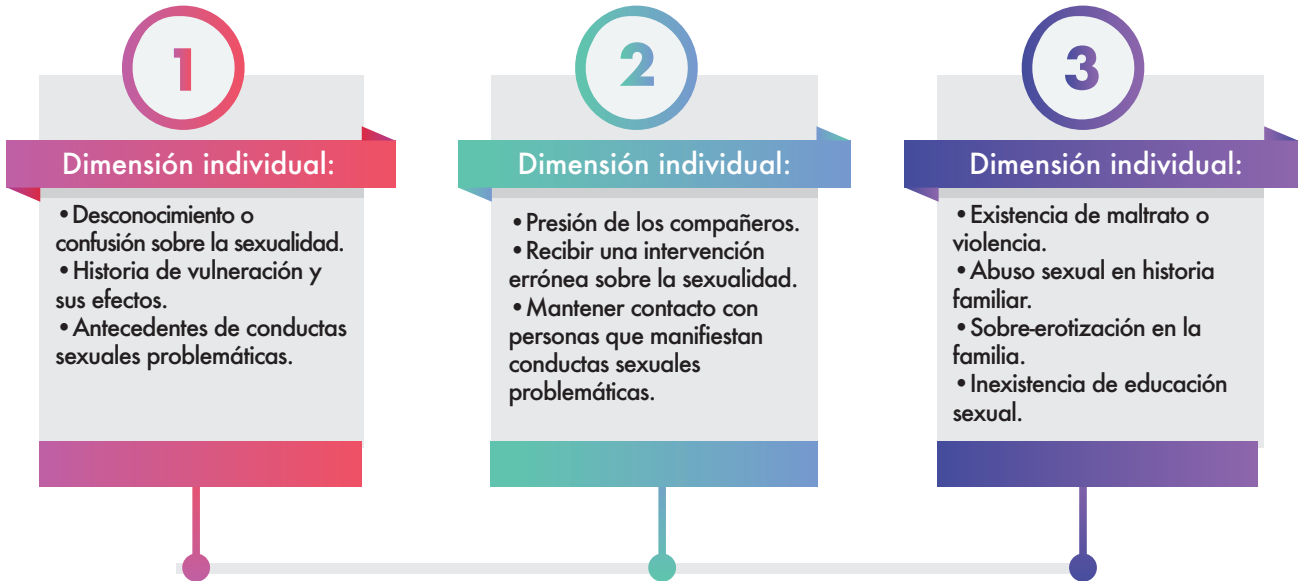 1
Dimensión individual:
•Desconocimiento o
confusión sobre la sexualidad.
•Historia de vulneración y
sus efectos.
•Antecedentes de conductas
sexuales problemáticas.
2
Dimensión individual:
•Presión de los compañeros.
•Recibir una intervención
errónea sobre la sexualidad.
•Mantener contacto con
personas que manifiestan
conductas sexuales
problemáticas.
3
Dimensión individual:
•Existencia de maltrato o
violencia.
•Abuso sexual en historia
familiar.
•Sobre-erotización en la
familia.
•Inexistencia de educación
sexual.